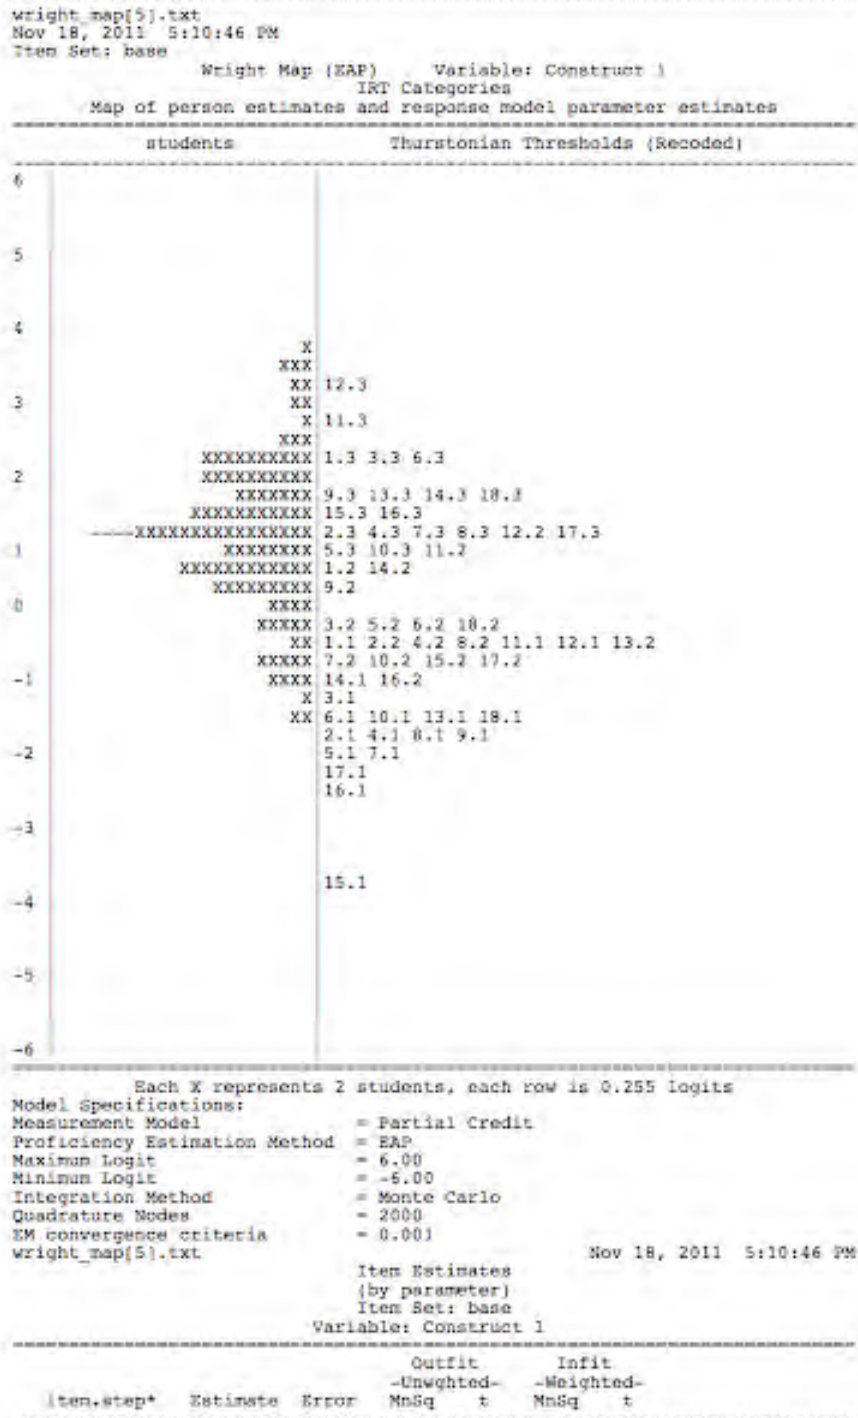 wright_map[5].txt
Nov 18, 2011 5:10:46 PM
Item Set: base
Wright Map (EAP) Variable: Construct 1
IRT Categories
Map of person estimates and response model parameter estimates
students Thurstonian Thresholds (Recoded)
6
5
4
X
XXX
XX 12.3
3 XX
X 11.3
XXX
XXXXXXXXXX 1.3 3.3 6.3
2 XXXXXXXXXX
XXXXXXX 9.3 13.3 14.3 18.3
XXXXXXXXXXX 15.3 16.3
----XXXXXXXXXXXXXXXX 2.3 4.3 7.3 8.3 12.2 17.3
1 XXXXXXXX 5.3 10.3 11.2
XXXXXXXXXXXX 1.2 14.2
XXXXXXXXX 9.2
0 XXXX
XXXXX 3.2 5.2 6.2 18.2
XX 1.1 2.2 4.2 8.2 11.1 12.1 13.2
XXXXX 7.2 10.2 15.2 17.2
-1 XXXX 14.1 16.2
X 3.1
XX 6.1 10.1 13.1 18.1
2.1 4.1 8.1 9.1
-2 5.1 7.1
17.1
16.1
-3
15.1
-4
-5
-6
Each X represents 2 students, each row is 0.255 logits
Model Specifications:
Measurement Model = Partial Credit
Proficiency Estimation Method = EAP
Maximum Logit = 6.00
Minimum Logit = -6.00
Integration Method = Monte Carlo
Quadrature Nodes = 2000
EM convergence criteria = 0.001
wright_map[5].txt Nov 18, 2011 5:10:46 PM
Item Estimates
(by parameter)
Item Set: base
Variable: Construct 1
Outfit Infit
-Unwghted- -Weighted-
item.step* Estimate Error MnSq t MnSq t